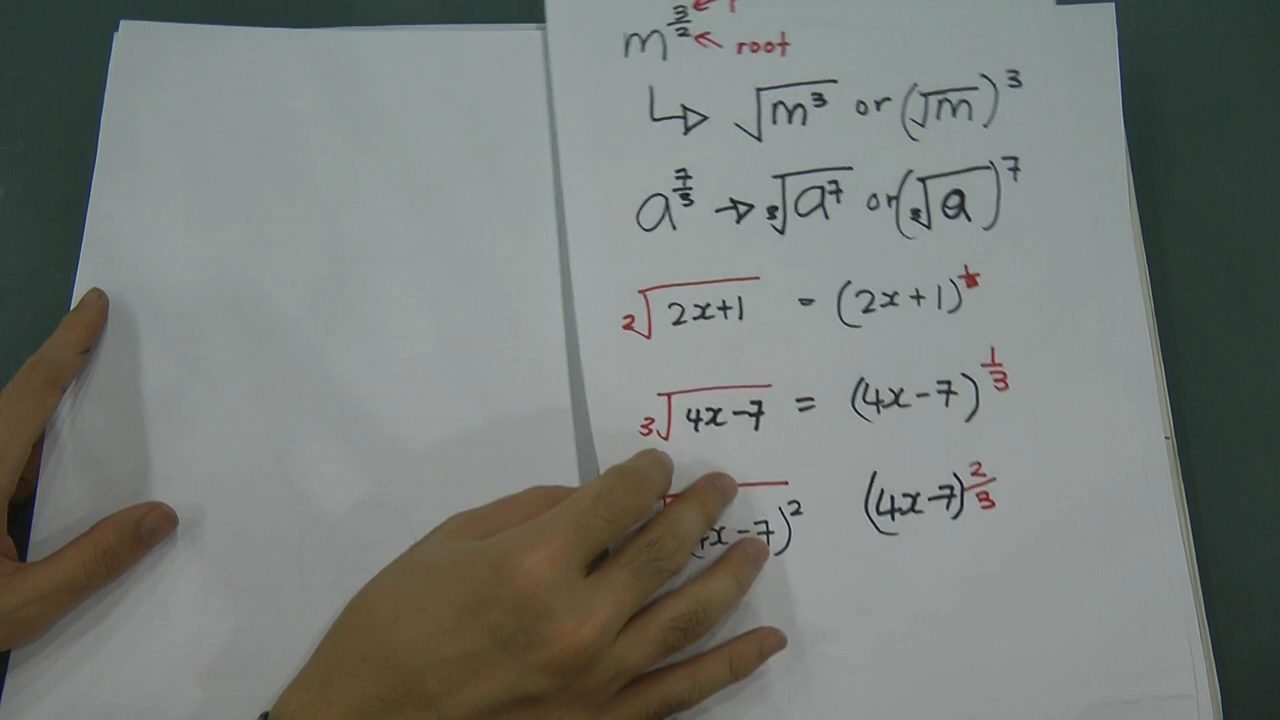 m^(3/2) ← root
↳ √(m³) or (√m)³
a^(7/3) → ³√(a⁷) or (³√a)⁷
²√(2x+1) = (2x+1)
³√(4x-7) = (4x-7)^(1/3)
x-7)² (4x-7)^(2/3)